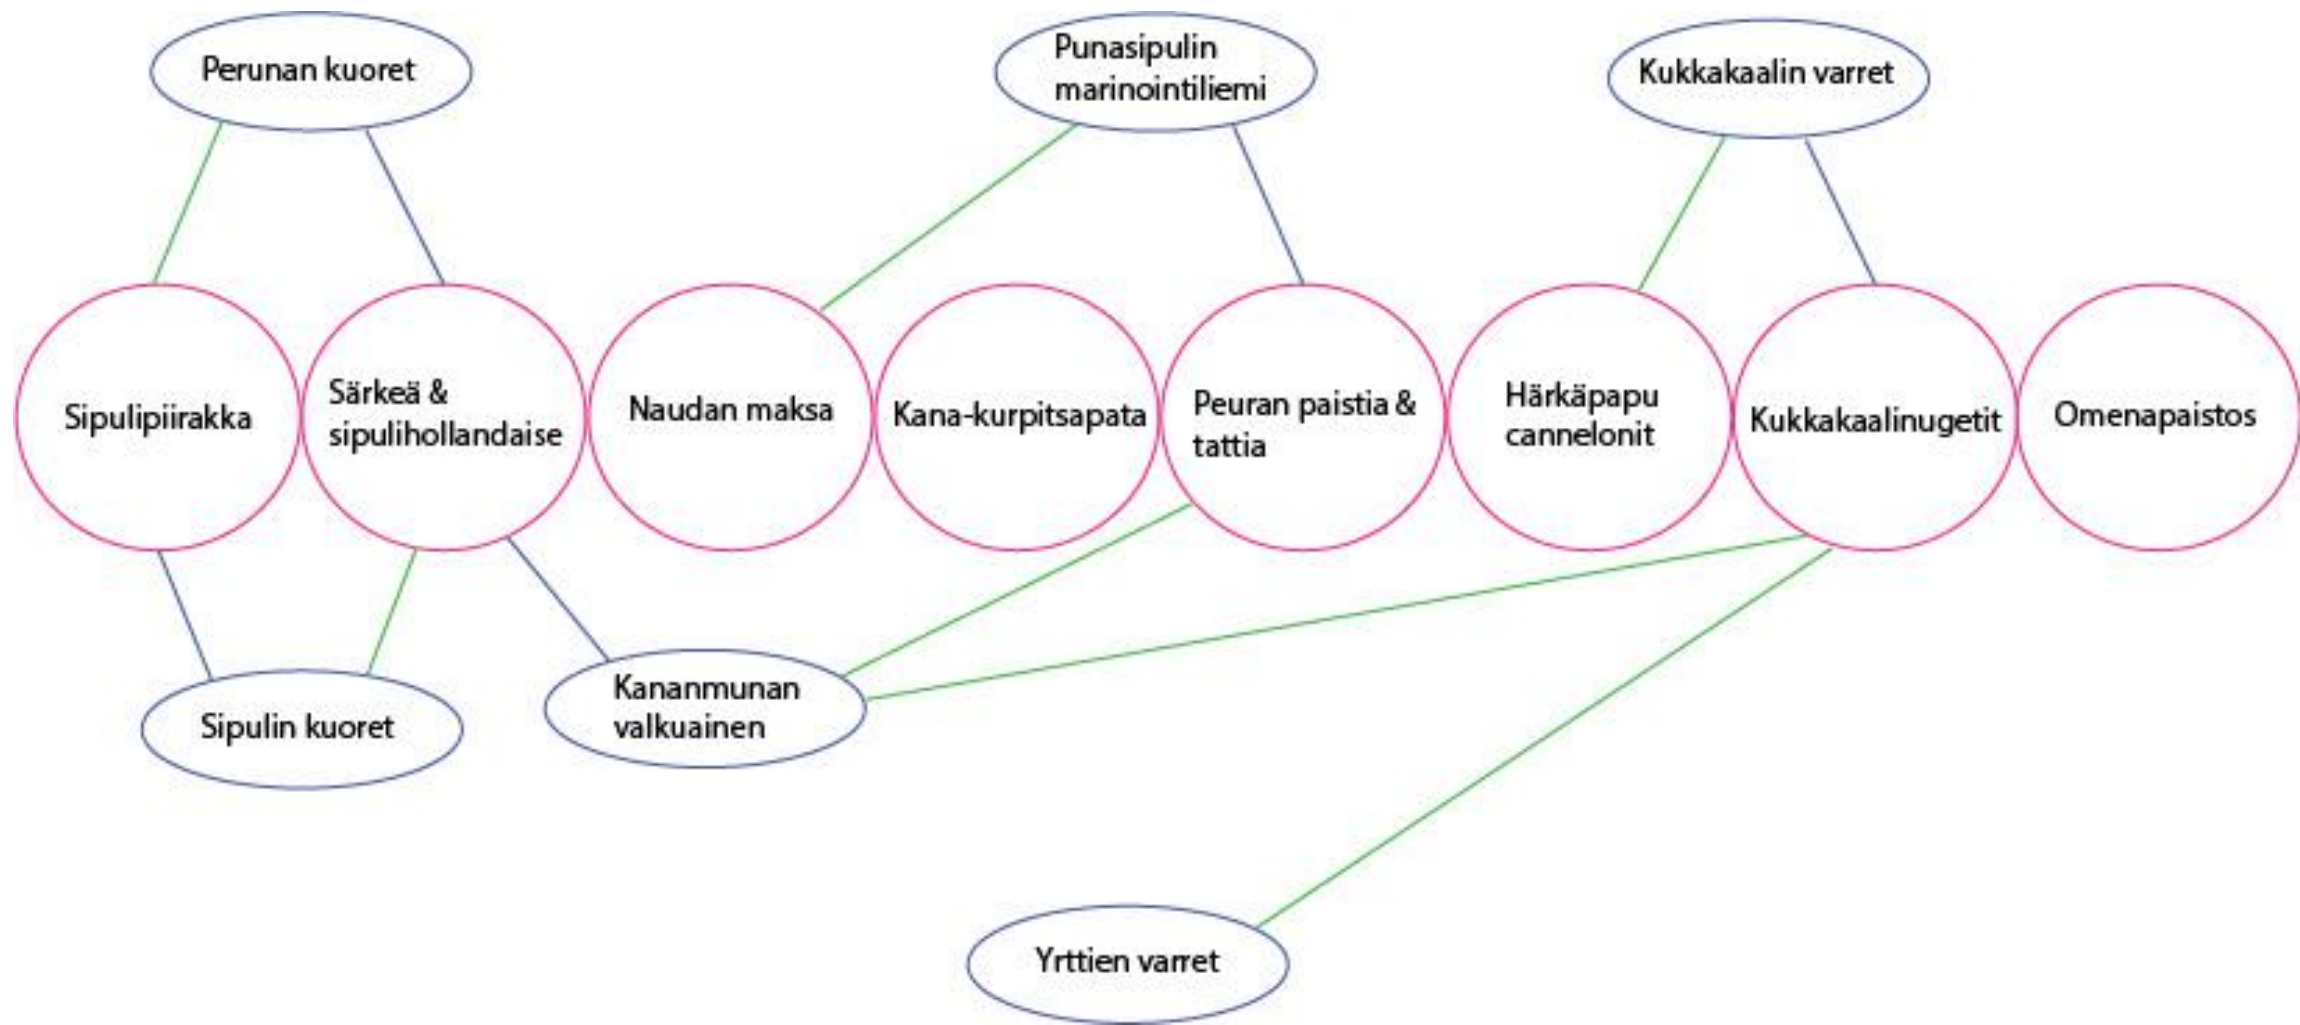 Perunan kuoret
Punasipulin
marinointiliemi
Kukkakaalin varret
Sipulipiirakka
Särkeä &
sipulihollandaise
Naudan maksa
Kana-kurpitsapata
Peuran paistia &
tattia
Härkäpapu
cannelonit
Kukkakaalinugetit
Omenapaistos
Sipulin kuoret
Kananmunan
valkuainen
Yrttien varret